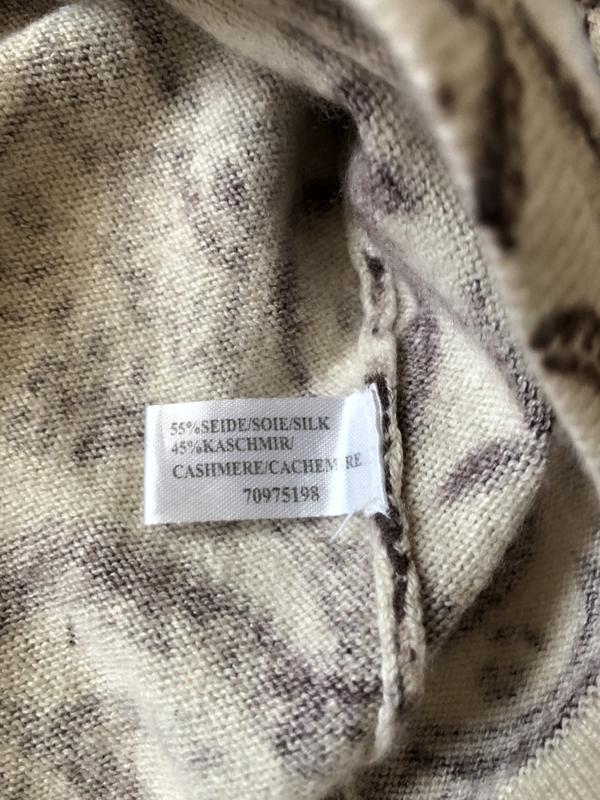 55%SEIDE/SOIE/SILK
45%KASCHMIR/
CASHMERE/CACHEMIRE
70975198